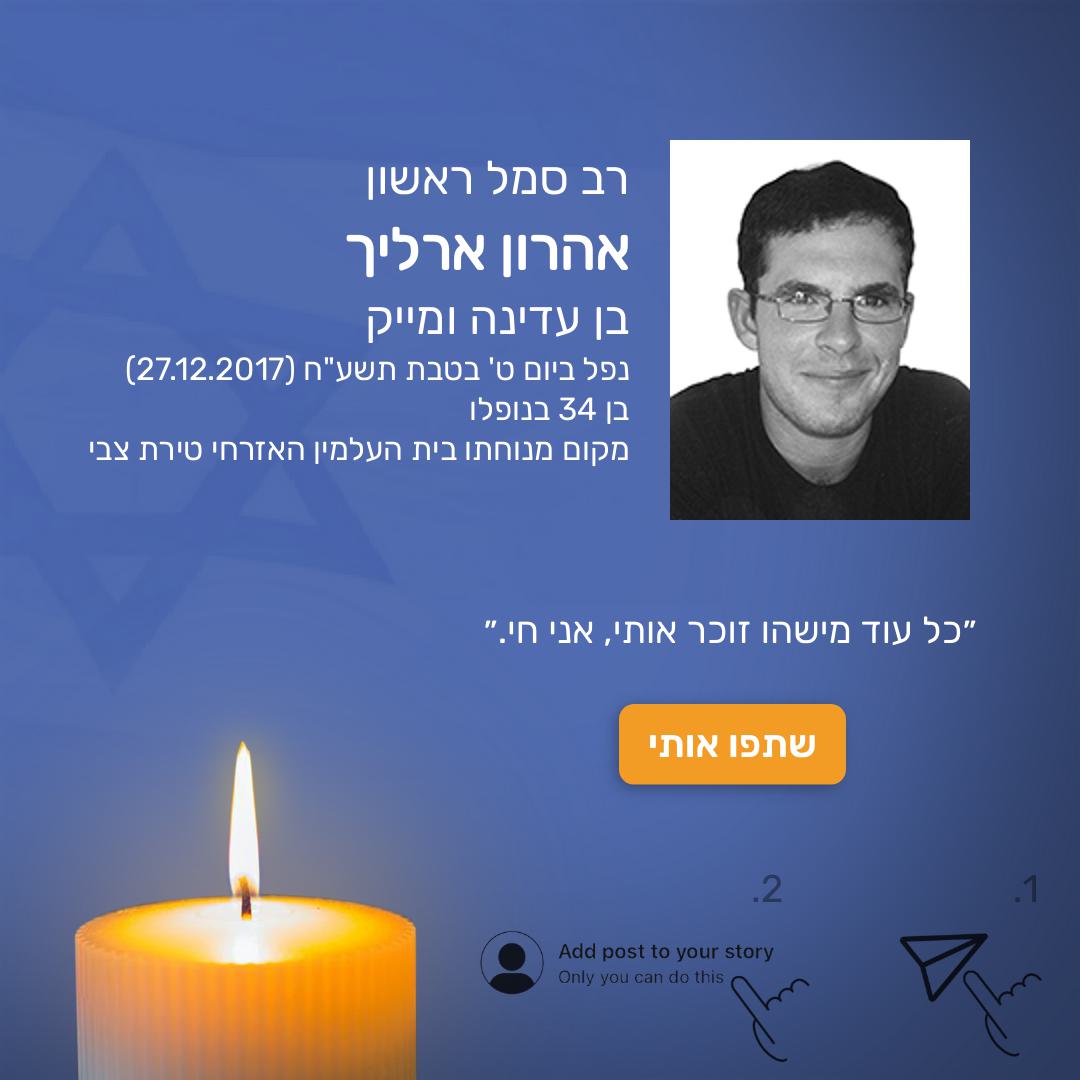 רב סמל ראשון
אהרון ארליך
בן עדינה ומייק
נפל ביום ט' בטבת תשע"ח (27.12.2017)
בן 34 בנופלו
מקום מנוחתו בית העלמין האזרחי טירת צבי
״כל עוד מישהו זוכר אותי, אני חי.״
שתפו אותי
.1
.2
Add post to your story
Only you can do this